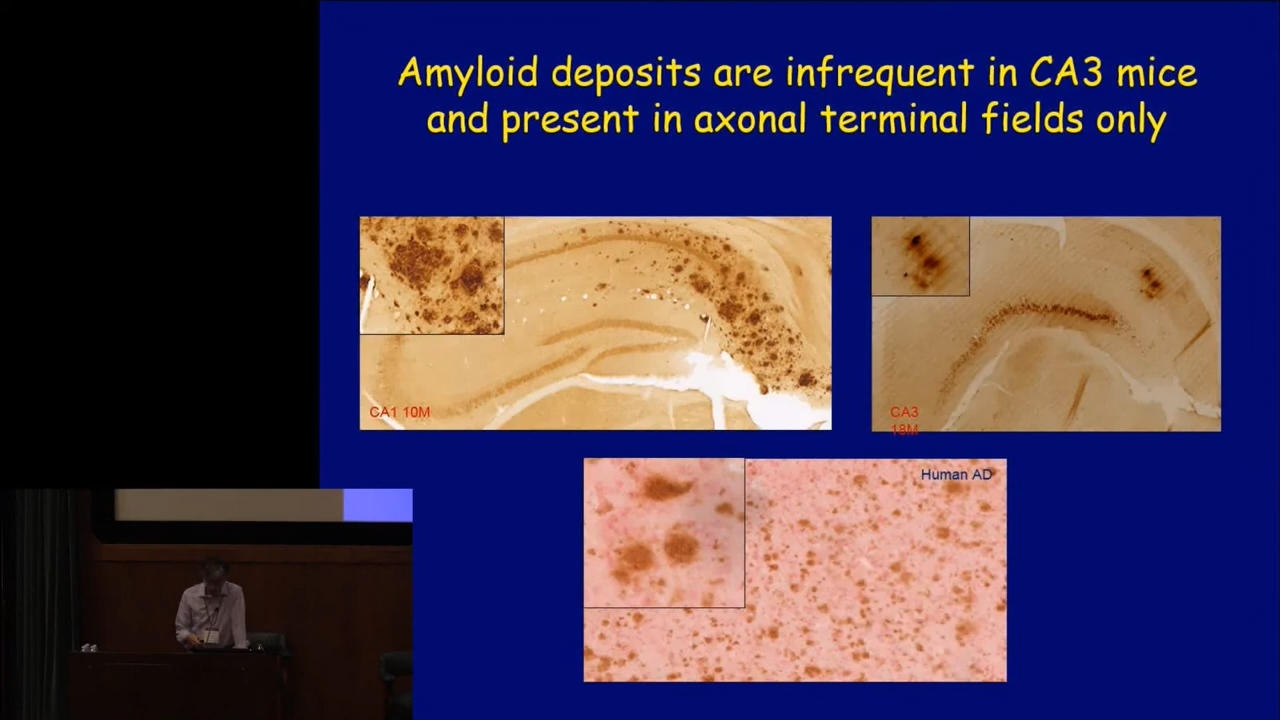 Amyloid deposits are infrequent in CA3 mice
and present in axonal terminal fields only
CA1 10M
CA3
18M
Human AD